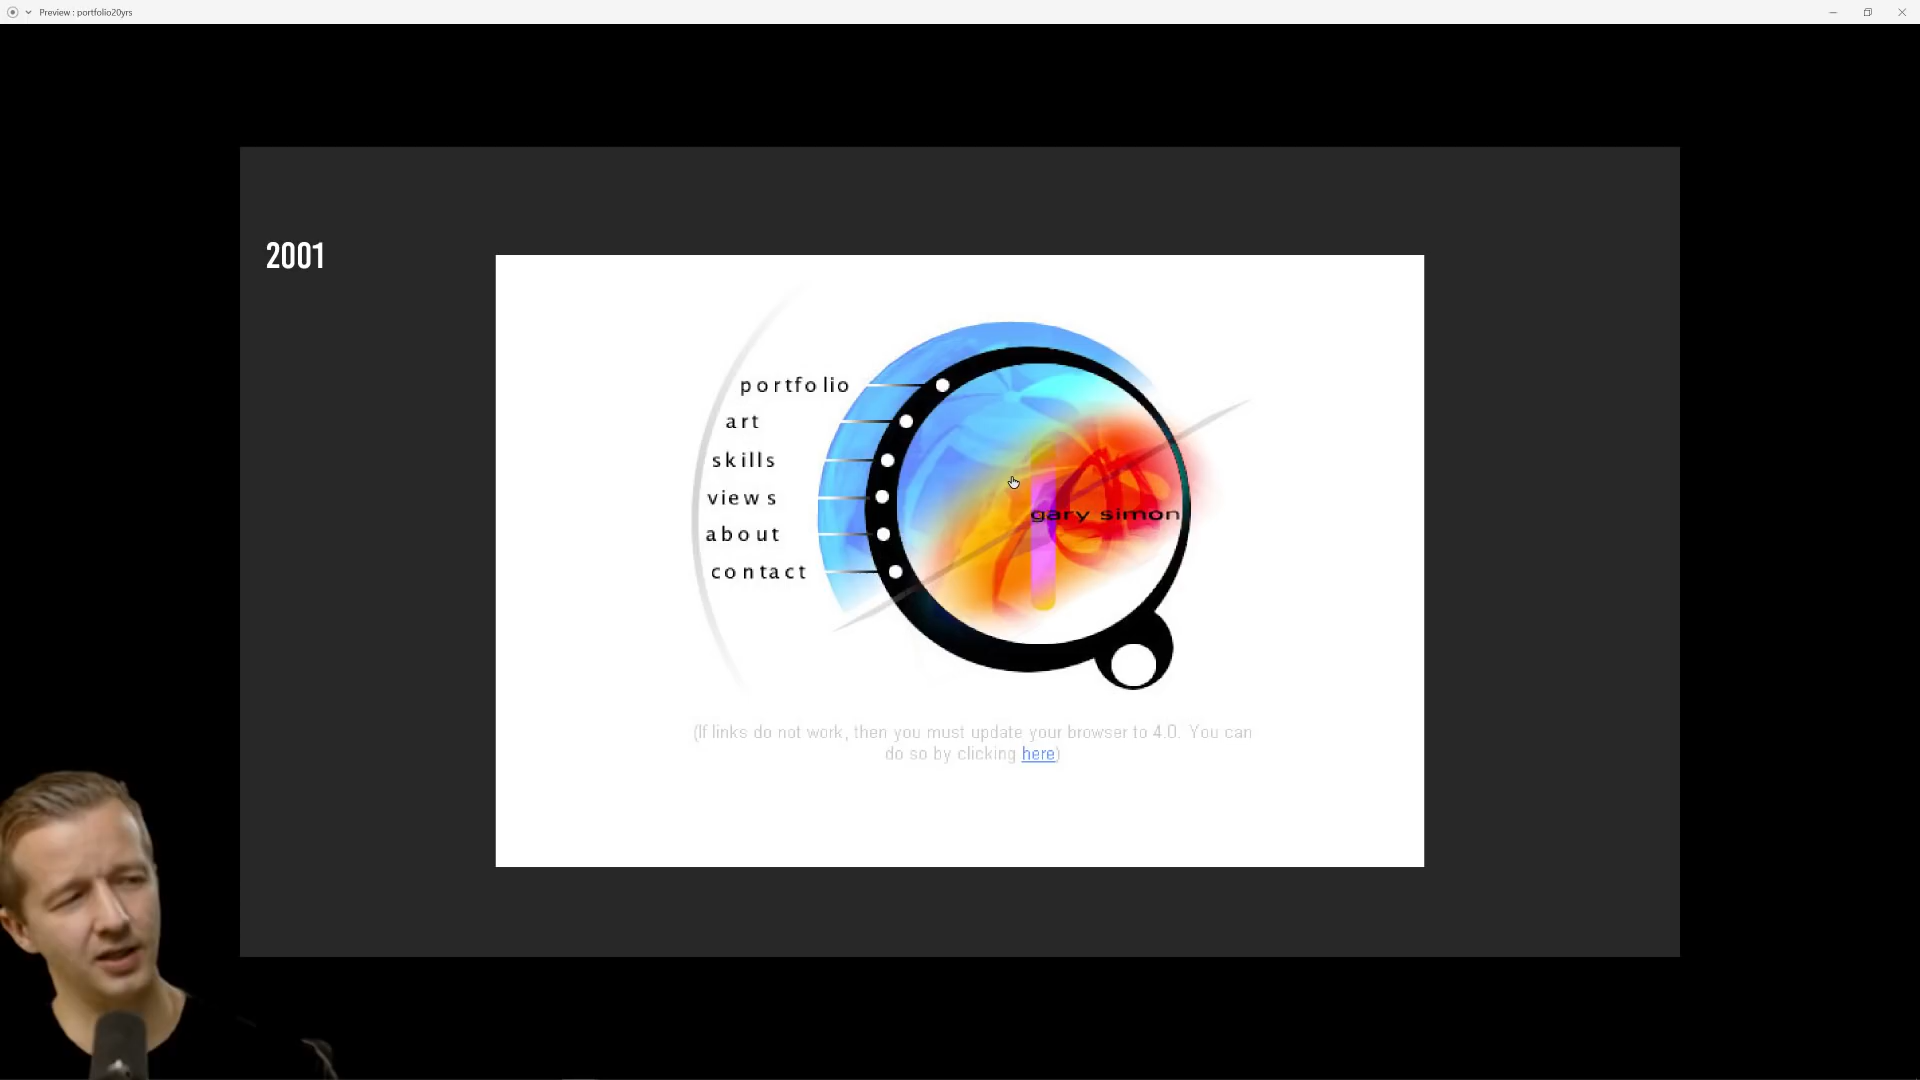 Preview : portfolio20yrs
2001
portfolio
art
skills
views
about
contact
gary simon
(If links do not work, then you must update your browser to 4.0. You can
do so by clicking here)